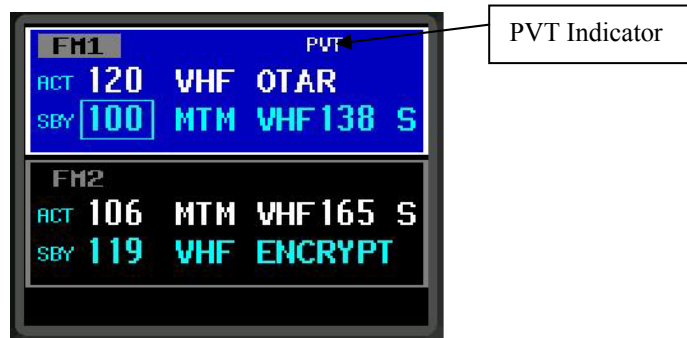 FM1 PVT
PVT Indicator
ACT 120 VHF OTAR
SBY 100 MTM VHF138 S
FM2
ACT 106 MTM VHF165 S
SBY 119 VHF ENCRYPT